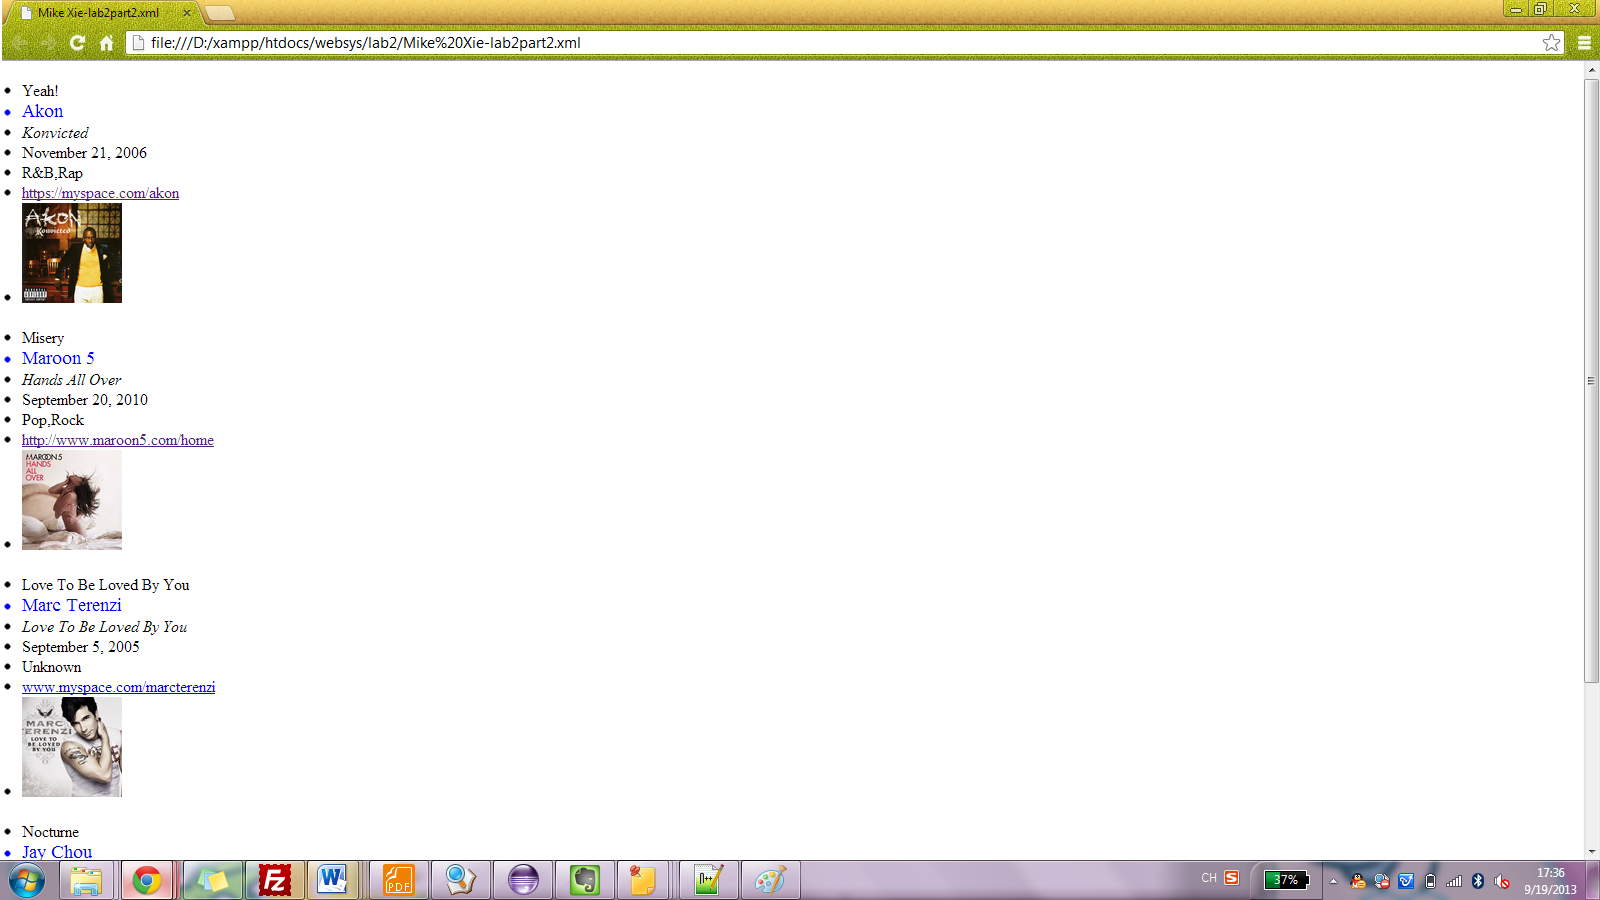 Mike Xie-lab2part2.xml
file:///D:/xampp/htdocs/websys/lab2/Mike%20Xie-lab2part2.xml
Yeah!
Akon
Konvicted
November 21, 2006
R&B,Rap
https://myspace.com/akon
AKON
Konvicted
Misery
Maroon 5
Hands All Over
September 20, 2010
Pop,Rock
http://www.maroon5.com/home
MAROON5
HANDS
ALL
OVER
Love To Be Loved By You
Marc Terenzi
Love To Be Loved By You
September 5, 2005
Unknown
www.myspace.com/marcterenzi
MARC
TERENZI
LOVE TO
BE LOVED
BY YOU
Nocturne
Jay Chou
Fz
W
PDF
CH
S
37%
17:36
9/19/2013